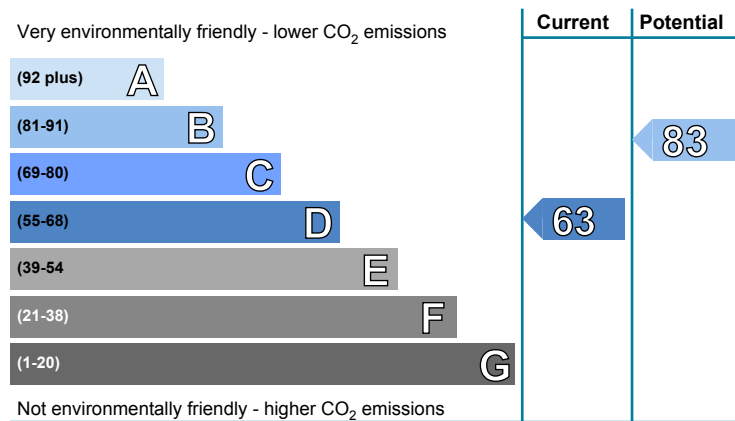 Current Potential
Very environmentally friendly - lower CO₂ emissions
(92 plus) A
(81-91) B
83
(69-80) C
(55-68) D
63
(39-54 E
(21-38) F
(1-20) G
Not environmentally friendly - higher CO₂ emissions